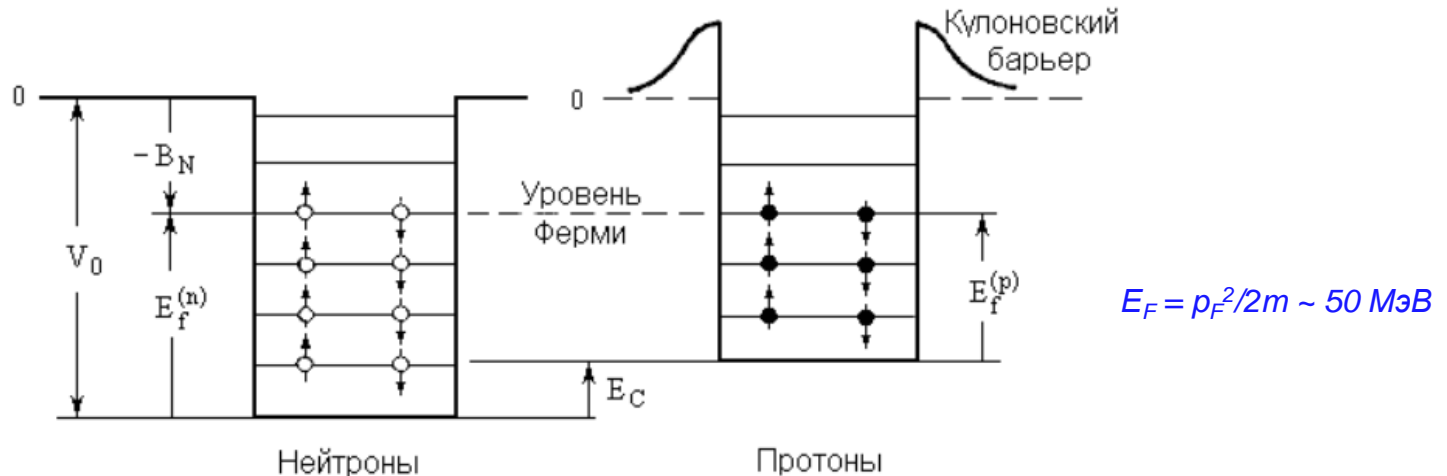 Кулоновский
барьер
0
0
– B_N
Уровень
Ферми
V_0
E_f^(n)
E_f^(p)
E_F = p_F^2/2m ~ 50 МэВ
E_C
Нейтроны
Протоны